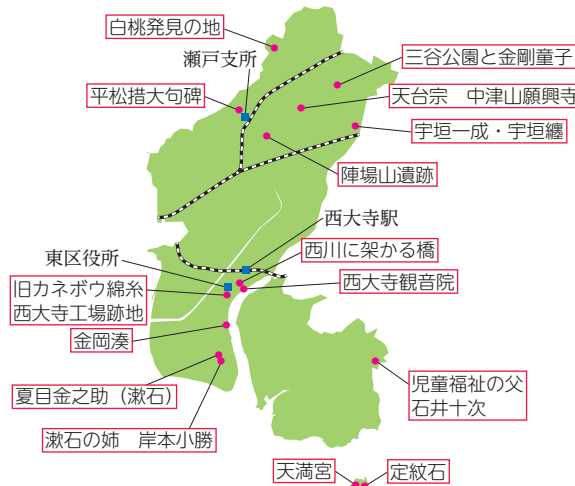 白桃発見の地
瀬戸支所
三谷公園と金剛童子
平松措大句碑
天台宗　中津山願興寺
宇垣一成・宇垣纏
陣場山遺跡
西大寺駅
東区役所
西川に架かる橋
西大寺観音院
旧カネボウ綿糸
西大寺工場跡地
金岡湊
夏目金之助（漱石）
児童福祉の父
石井十次
漱石の姉　岸本小勝
天満宮
定紋石